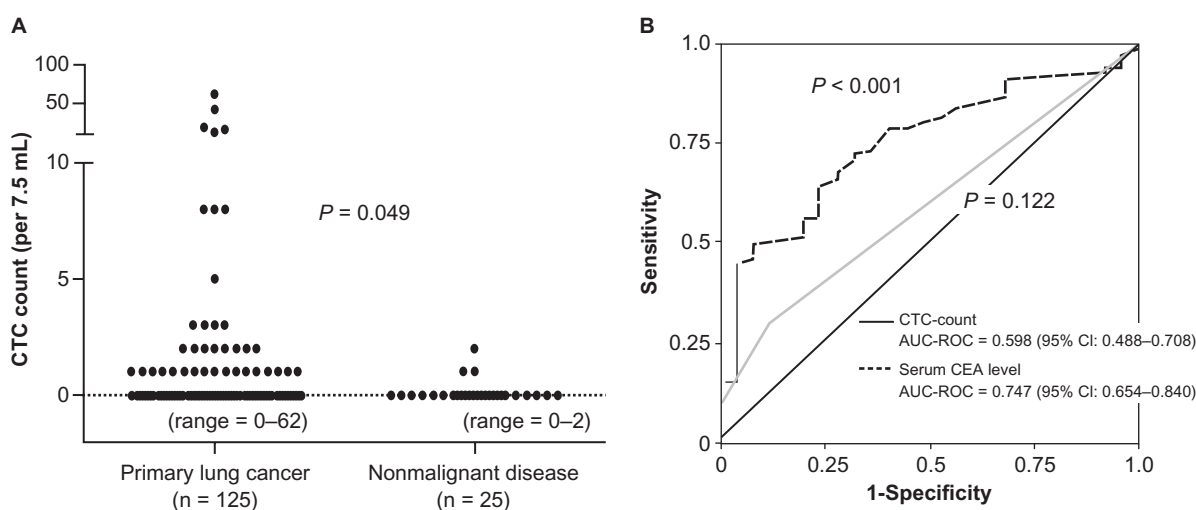 A
CTC count (per 7.5 mL)
100
50
10
5
0
P = 0.049
(range = 0–62)
(range = 0–2)
Primary lung cancer
(n = 125)
Nonmalignant disease
(n = 25)
B
Sensitivity
1.0
0.75
0.5
0.25
0
P < 0.001
P = 0.122
CTC-count
AUC-ROC = 0.598 (95% CI: 0.488–0.708)
Serum CEA level
AUC-ROC = 0.747 (95% CI: 0.654–0.840)
0
0.25
0.5
0.75
1.0
1-Specificity